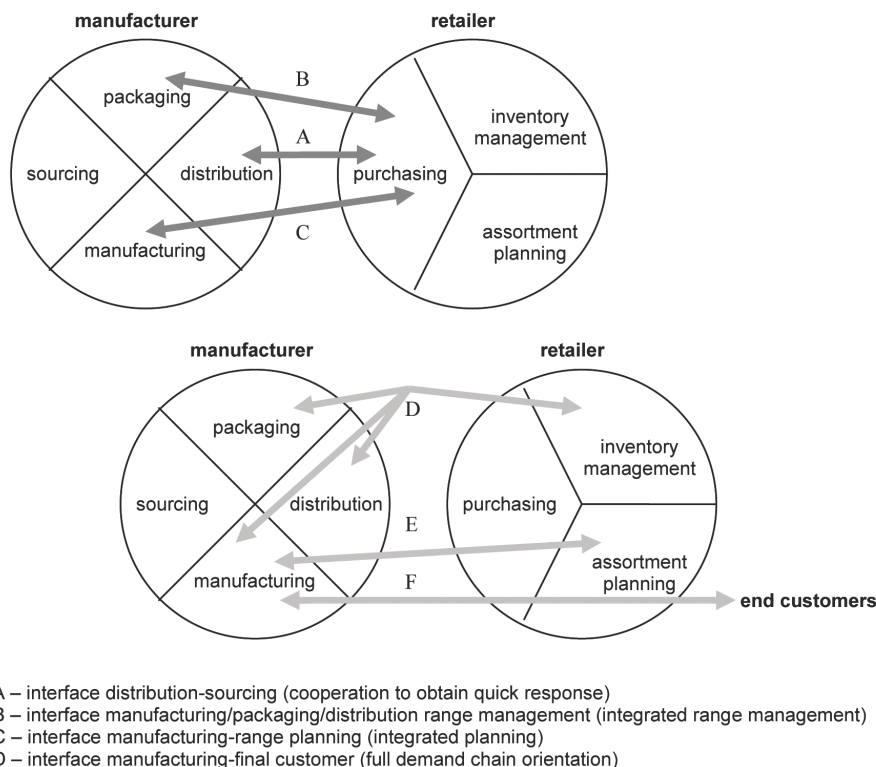 manufacturer retailer
B
packaging
inventory
management
A
sourcing distribution purchasing
C
manufacturing
assortment
planning
manufacturer retailer
D
packaging
inventory
management
sourcing distribution purchasing
E
assortment
planning
manufacturing
F
end customers
A – interface distribution-sourcing (cooperation to obtain quick response)
B – interface manufacturing/packaging/distribution range management (integrated range management)
C – interface manufacturing-range planning (integrated planning)
D – interface manufacturing-final customer (full demand chain orientation)